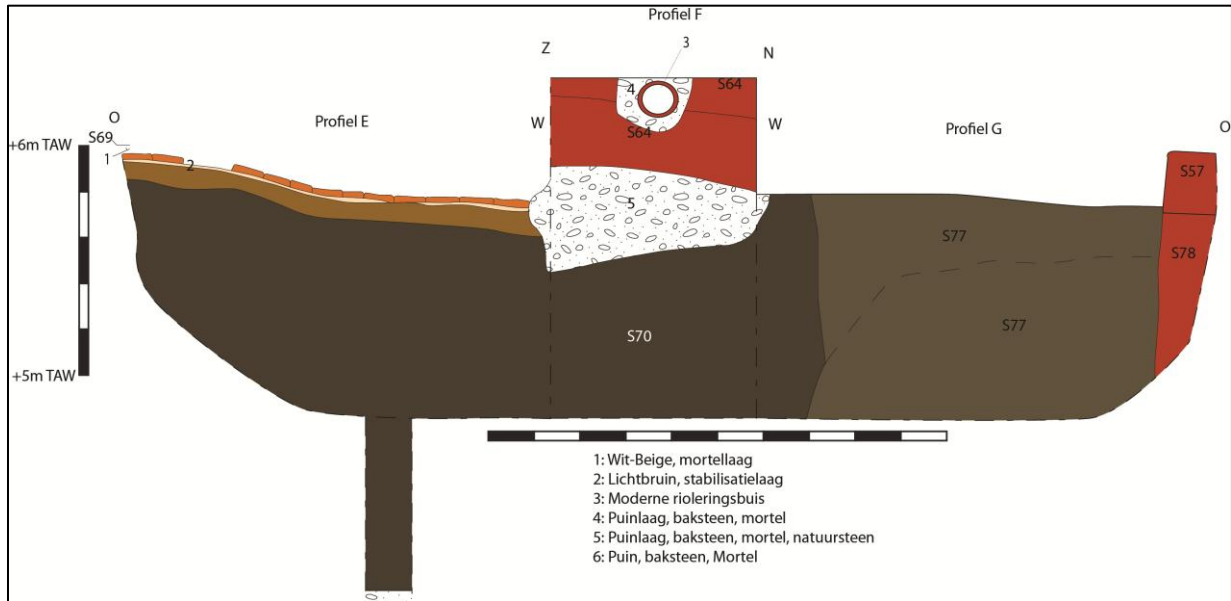 Profiel F
3
Z
N
4
S64
O
Profiel E
W
S64
W
Profiel G
O
S69
+6m TAW
1
2
S57
5
S77
S78
S70
S77
+5m TAW
1: Wit-Beige, mortellaag
2: Lichtbruin, stabilisatielaag
3: Moderne rioleringsbuis
4: Puinlaag, baksteen, mortel
5: Puinlaag, baksteen, mortel, natuursteen
6: Puin, baksteen, Mortel